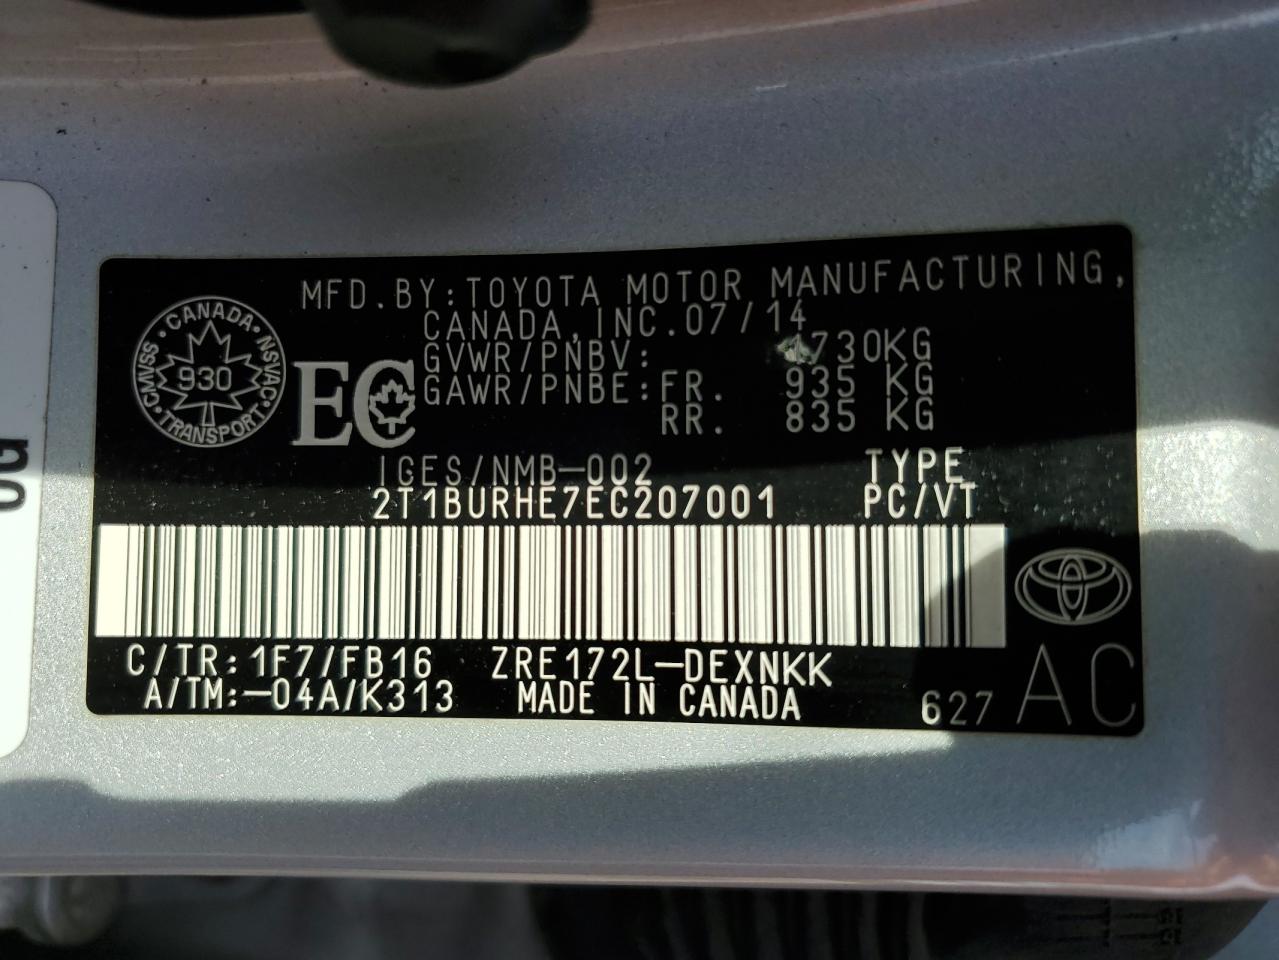 MFD.BY:TOYOTA MOTOR MANUFACTURING,
CANADA,INC.07/14
GVWR/PNBV: 1730KG
GAWR/PNBE:FR. 935 KG
RR. 835 KG
CANADA
CMVSS
NSVAC
930
TRANSPORT
EC
IGES/NMB-002 TYPE
2T1BURHE7EC207001 PC/VT
C/TR:1F7/FB16 ZRE172L-DEXNKK
A/TM:-04A/K313 MADE IN CANADA 627 AC